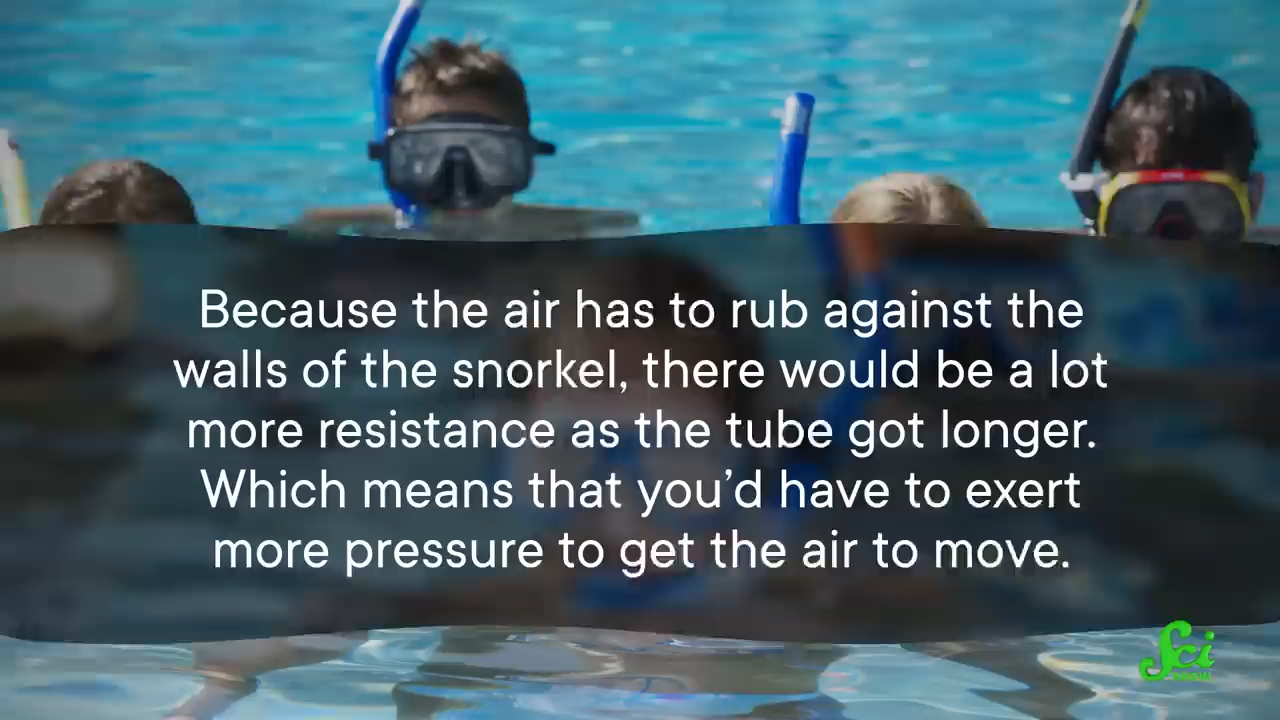 Because the air has to rub against the
walls of the snorkel, there would be a lot
more resistance as the tube got longer.
Which means that you’d have to exert
more pressure to get the air to move.
Sci
show